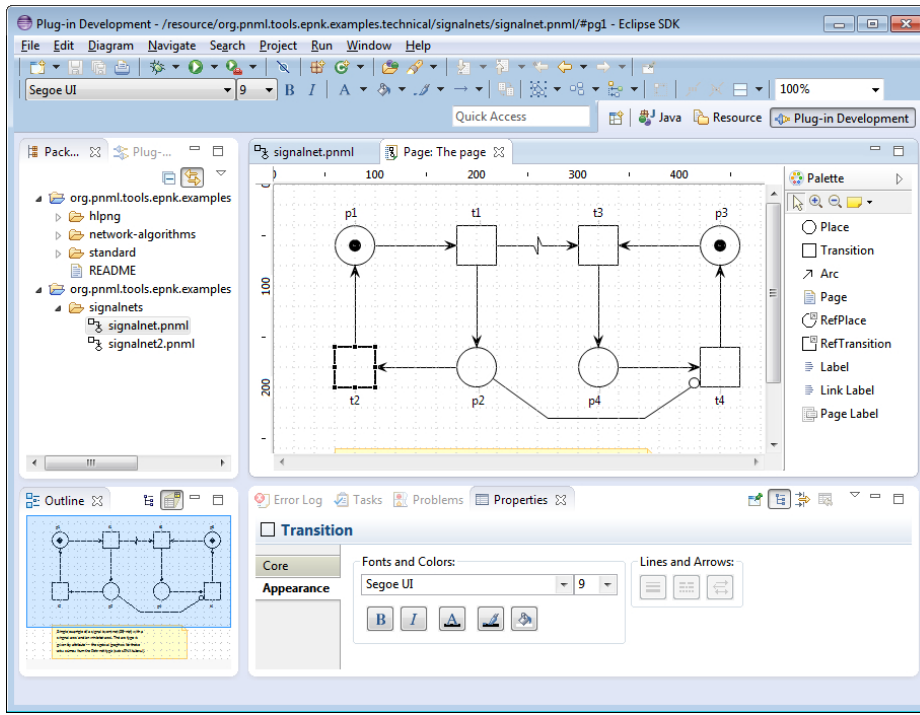 Plug-in Development - /resource/org.pnml.tools.epnk.examples.technical/signalnets/signalnet.pnml/#pg1 - Eclipse SDK
File Edit Diagram Navigate Search Project Run Window Help
Segoe UI 9 B I A 100%
Quick Access Java Resource Plug-in Development
Pack... Plug-...
org.pnml.tools.epnk.examples
hlpng
network-algorithms
standard
README
org.pnml.tools.epnk.examples
signalnets
signalnet.pnml
signalnet2.pnml
signalnet.pnml Page: The page
0 100 200 300 400
0
100
200
p1 t1 t3 p3
t2 p2 p4 t4
Palette
Place
Transition
Arc
Page
RefPlace
RefTransition
Label
Link Label
Page Label
Outline
Error Log Tasks Problems Properties
Transition
Core
Appearance
Fonts and Colors:
Segoe UI 9
B I A
Lines and Arrows: